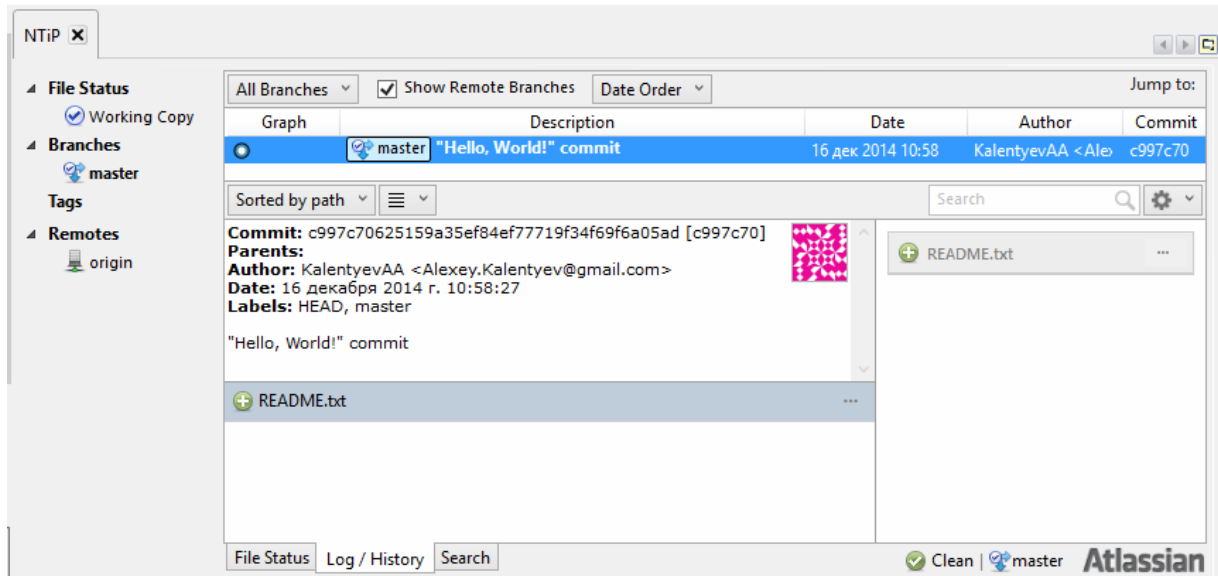 NTiP
File Status
Working Copy
Branches
master
Tags
Remotes
origin
All Branches Show Remote Branches Date Order Jump to:
Graph Description Date Author Commit
master "Hello, World!" commit 16 дек 2014 10:58 KalentyevAA <Ale c997c70
Sorted by path Search
Commit: c997c70625159a35ef84ef77719f34f69f6a05ad [c997c70]
Parents:
Author: KalentyevAA <Alexey.Kalentyev@gmail.com>
Date: 16 декабря 2014 г. 10:58:27
Labels: HEAD, master
"Hello, World!" commit
README.txt ...
README.txt ...
File Status Log / History Search
Clean | master Atlassian